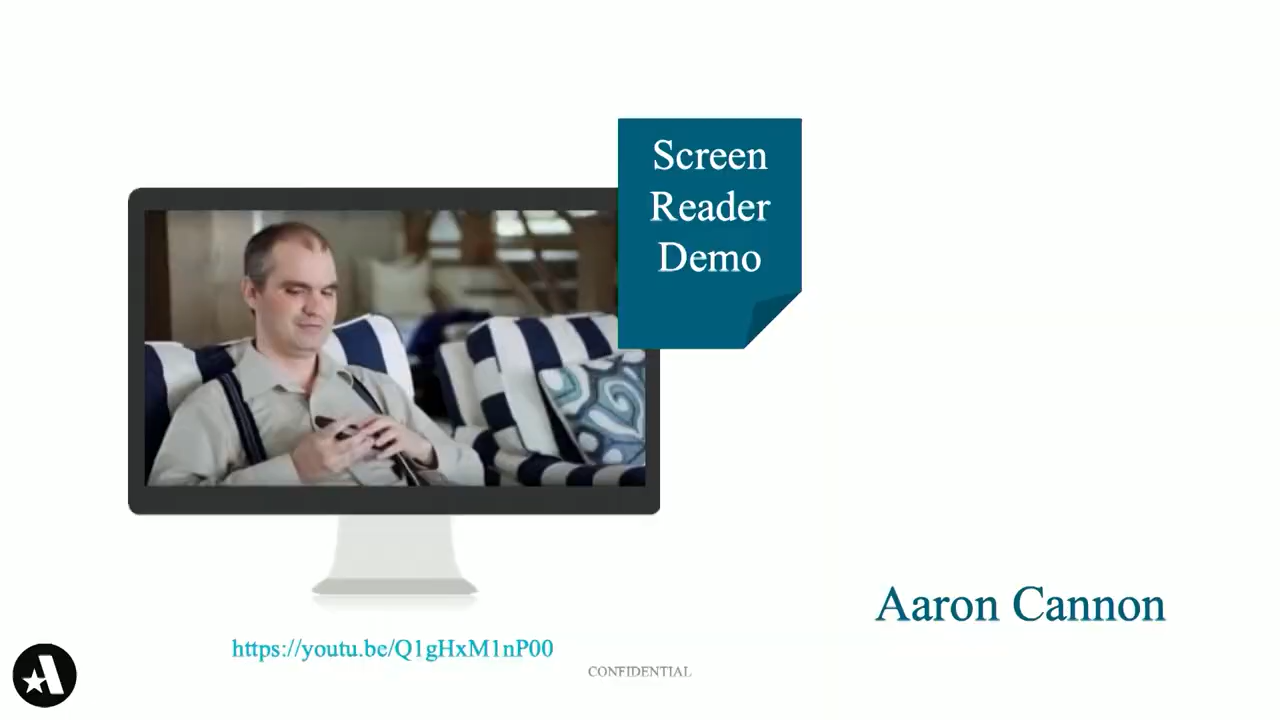 Screen
Reader
Demo
Aaron Cannon
https://youtu.be/Q1gHxM1nP00
CONFIDENTIAL